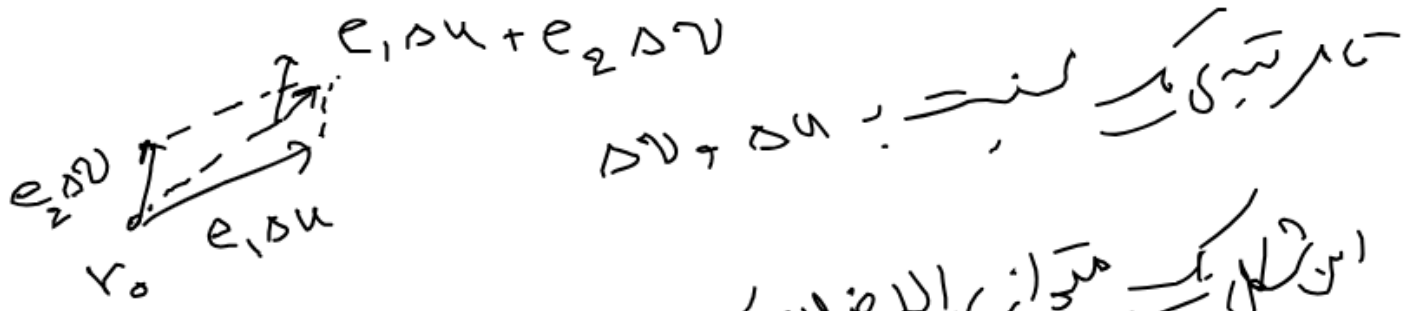 e₁Δu + e₂Δv
تا مرتبه‌ی یک نسبت به Δu و Δv
e₂Δv
e₁Δu
r₀
این شکل یک متوازی الاضلاع